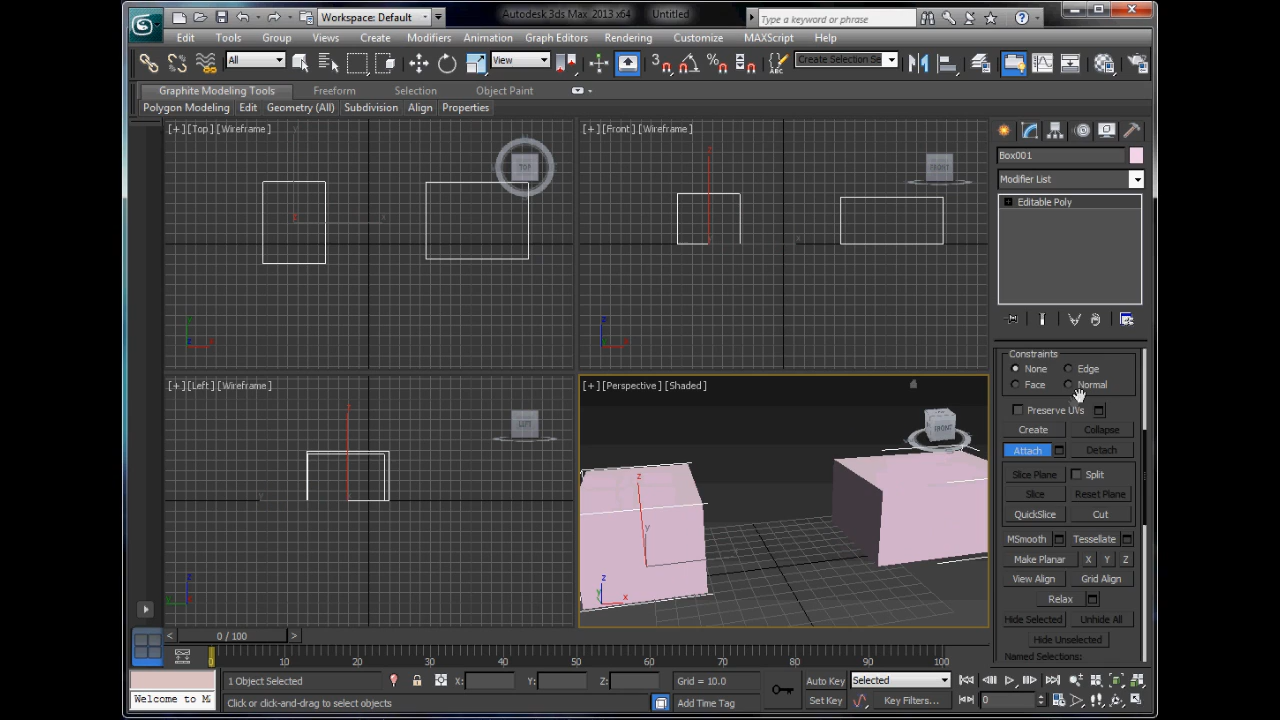 Workspace: Default
Autodesk 3ds Max 2013 x64
Untitled
Type a keyword or phrase
Edit Tools Group Views Create Modifiers Animation Graph Editors Rendering Customize MAXScript Help
All
View
Create Selection Se
Graphite Modeling Tools Freeform Selection Object Paint
Polygon Modeling Edit Geometry (All) Subdivision Align Properties
[+][Top][Wireframe]
TOP
[+][Front][Wireframe]
FRONT
Box001
Modifier List
Editable Poly
[+][Left][Wireframe]
LEFT
[+][Perspective][Shaded]
FRONT
Constraints
None Edge
Face Normal
Preserve UVs
Create Collapse
Attach Detach
Slice Plane Split
Slice Reset Plane
QuickSlice Cut
MSmooth Tessellate
Make Planar X Y Z
View Align Grid Align
Relax
Hide Selected Unhide All
Hide Unselected
Named Selections:
< 0 / 100 >
0 10 20 30 40 50 60 70 80 90 100
1 Object Selected X: Y: Z: Grid = 10.0 Auto Key Selected
Welcome to M
Click or click-and-drag to select objects Add Time Tag Set Key Key Filters... 0